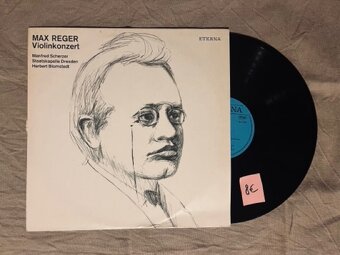 MAX REGER
Violinkonzert
Manfred Scherzer
Staatskapelle Dresden
Herbert Blomstedt
ETERNA
8€